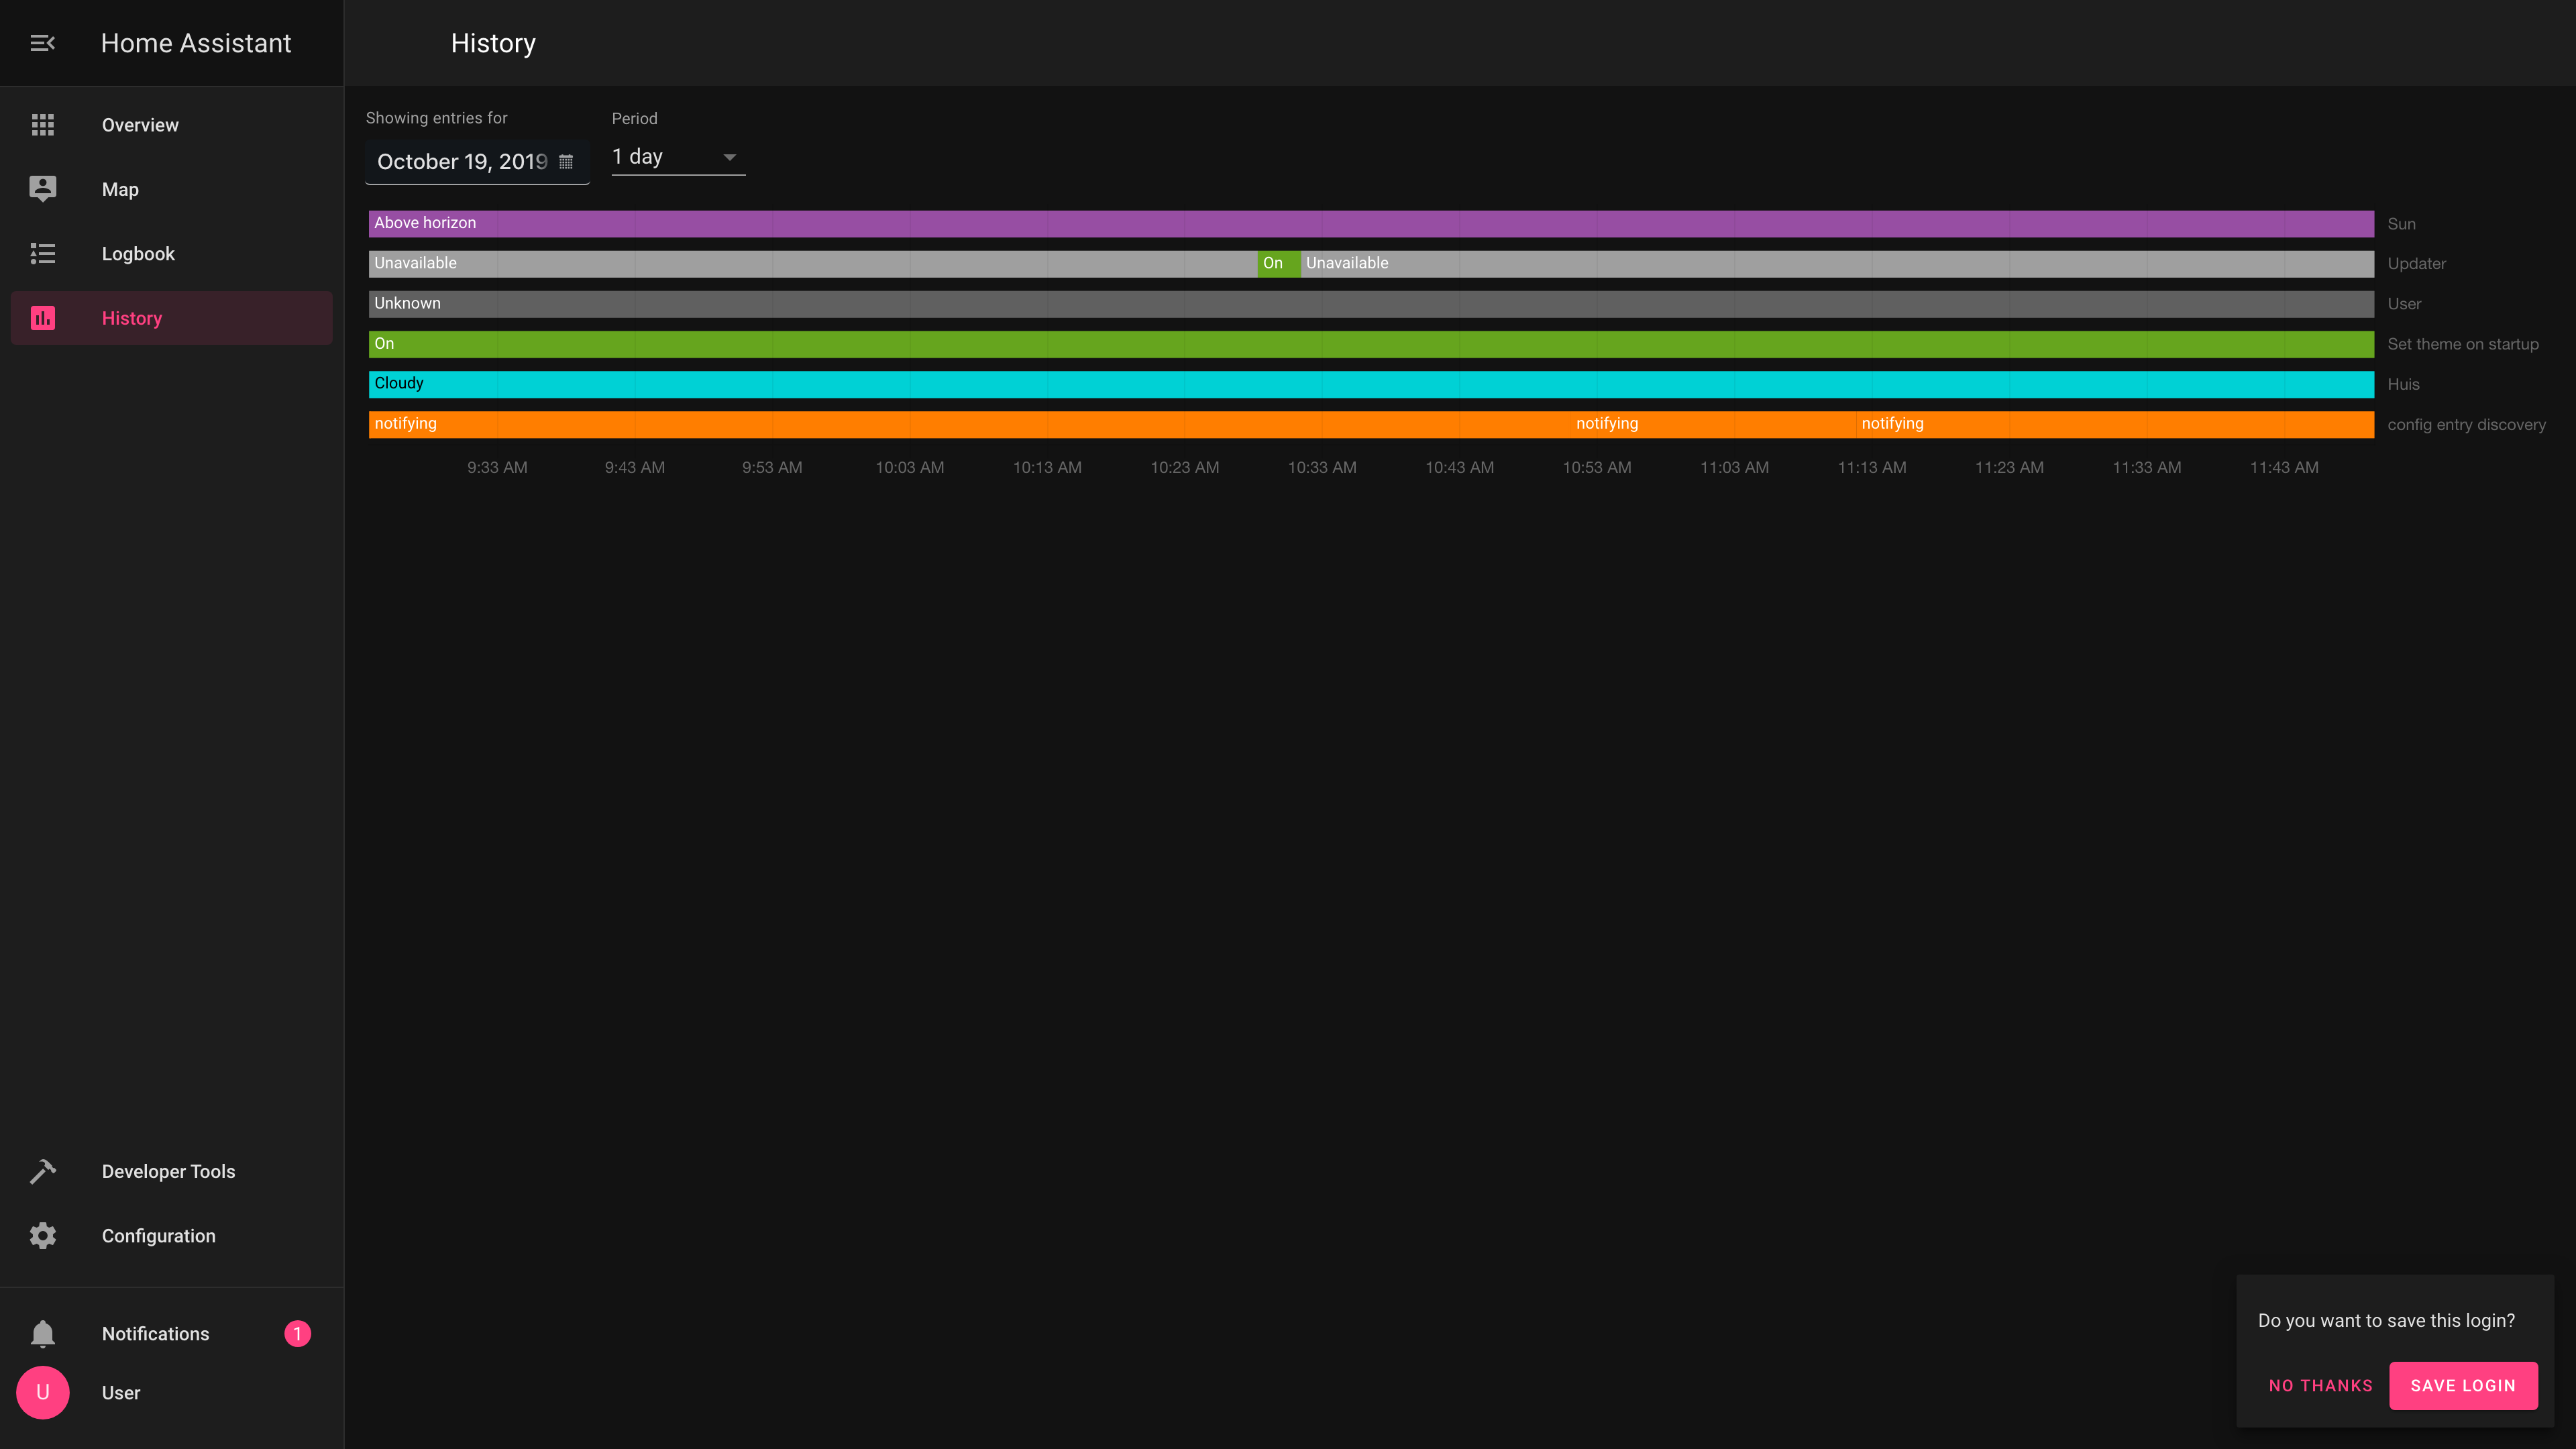 Home Assistant
History
Overview
Map
Logbook
History
Developer Tools
Configuration
Notifications 1
U User
Showing entries for
October 19, 2019
Period
1 day
Above horizon Sun
Unavailable On Unavailable Updater
Unknown User
On Set theme on startup
Cloudy Huis
notifying notifying notifying config entry discovery
9:33 AM 9:43 AM 9:53 AM 10:03 AM 10:13 AM 10:23 AM 10:33 AM 10:43 AM 10:53 AM 11:03 AM 11:13 AM 11:23 AM 11:33 AM 11:43 AM
Do you want to save this login?
NO THANKS SAVE LOGIN